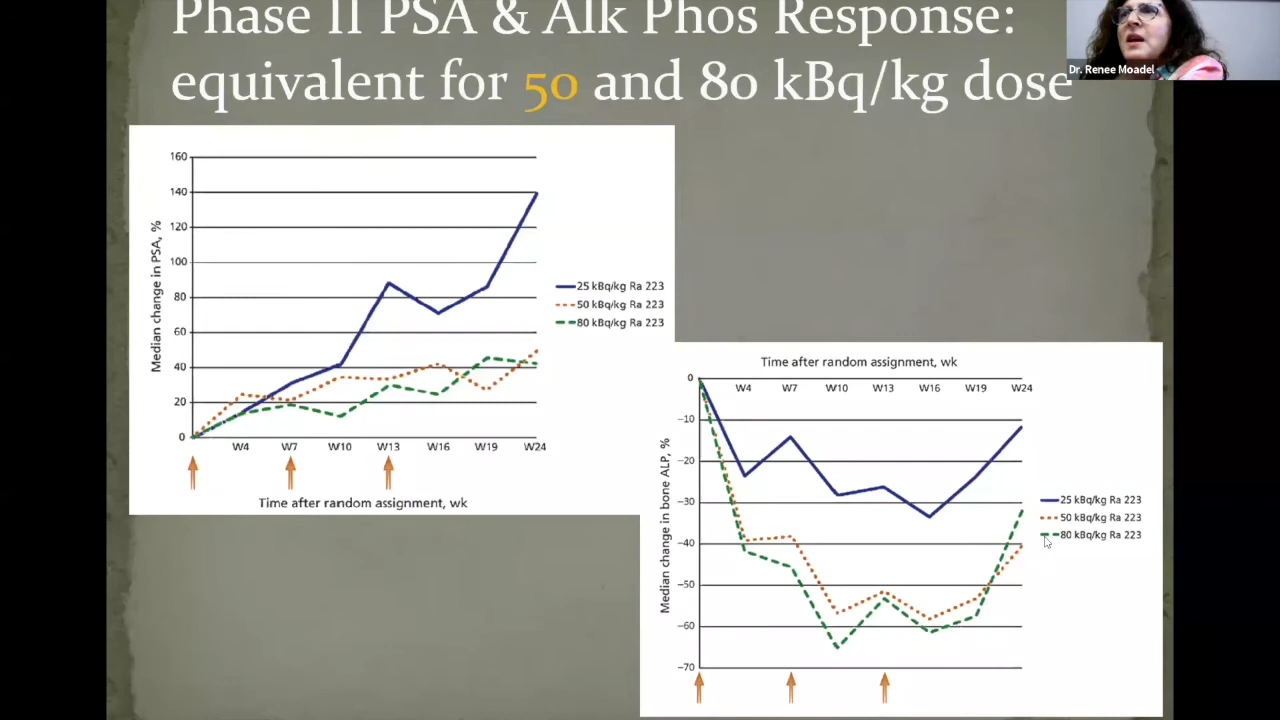 Phase II PSA & Alk Phos Response:
equivalent for 50 and 80 kBq/kg dose
Dr. Renee Moadel
160
140
120
100
80
60
40
20
0
Median change in PSA, %
W4 W7 W10 W13 W16 W19 W24
Time after random assignment, wk
25 kBq/kg Ra 223
50 kBq/kg Ra 223
80 kBq/kg Ra 223
Time after random assignment, wk
W4 W7 W10 W13 W16 W19 W24
0
−10
−20
−30
−40
−50
−60
−70
Median change in bone ALP, %
25 kBq/kg Ra 223
50 kBq/kg Ra 223
80 kBq/kg Ra 223